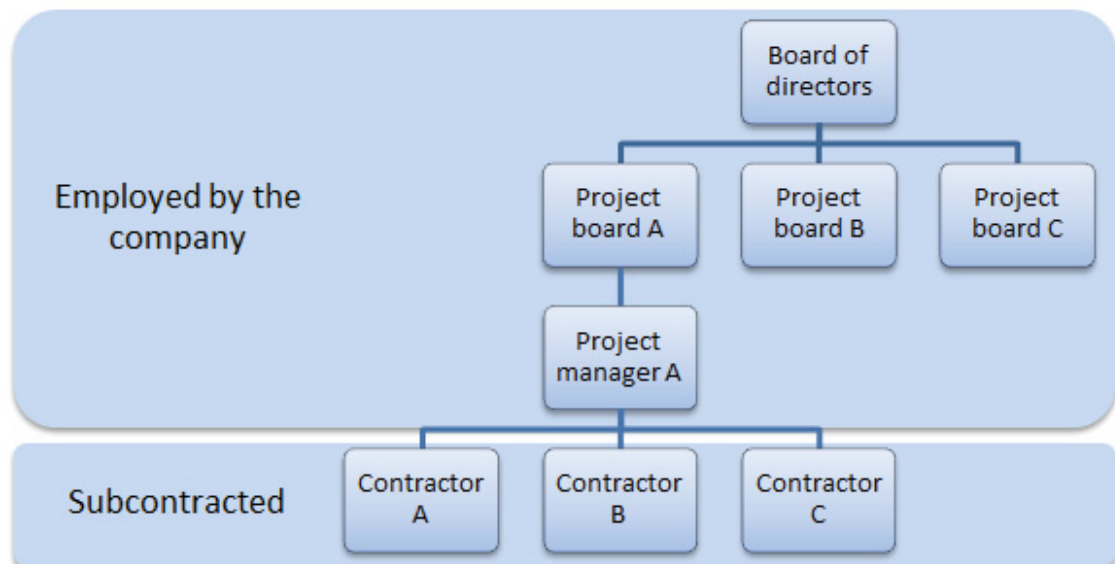 Board of
directors
Employed by the
company
Project
board A
Project
board B
Project
board C
Project
manager A
Subcontracted
Contractor
A
Contractor
B
Contractor
C